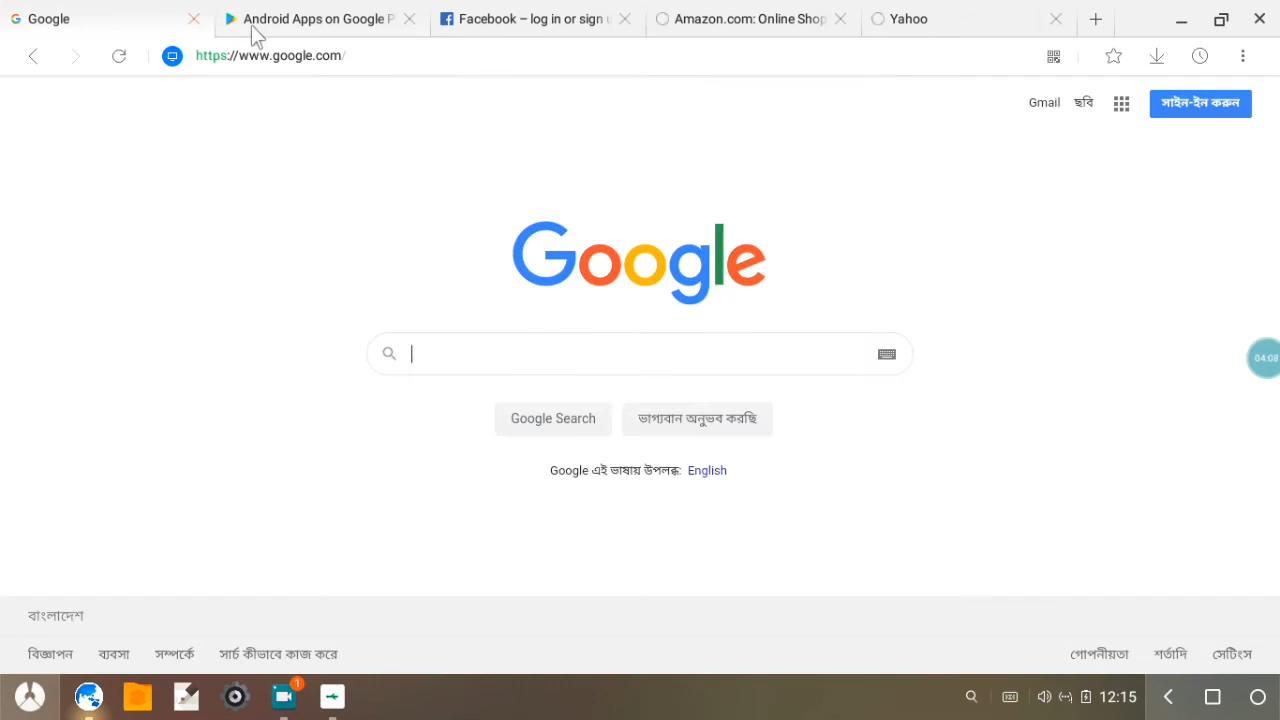 Google
Android Apps on Google P
Facebook – log in or sign u
Amazon.com: Online Shop
Yahoo
https://www.google.com/
Gmail
ছবি
সাইন-ইন করুন
Google
04:08
Google Search
ভাগ্যবান অনুভব করছি
Google এই ভাষায় উপলব্ধ: English
বাংলাদেশ
বিজ্ঞাপন ব্যবসা সম্পর্কে সার্চ কীভাবে কাজ করে
গোপনীয়তা শর্তাদি সেটিংস
1
12:15